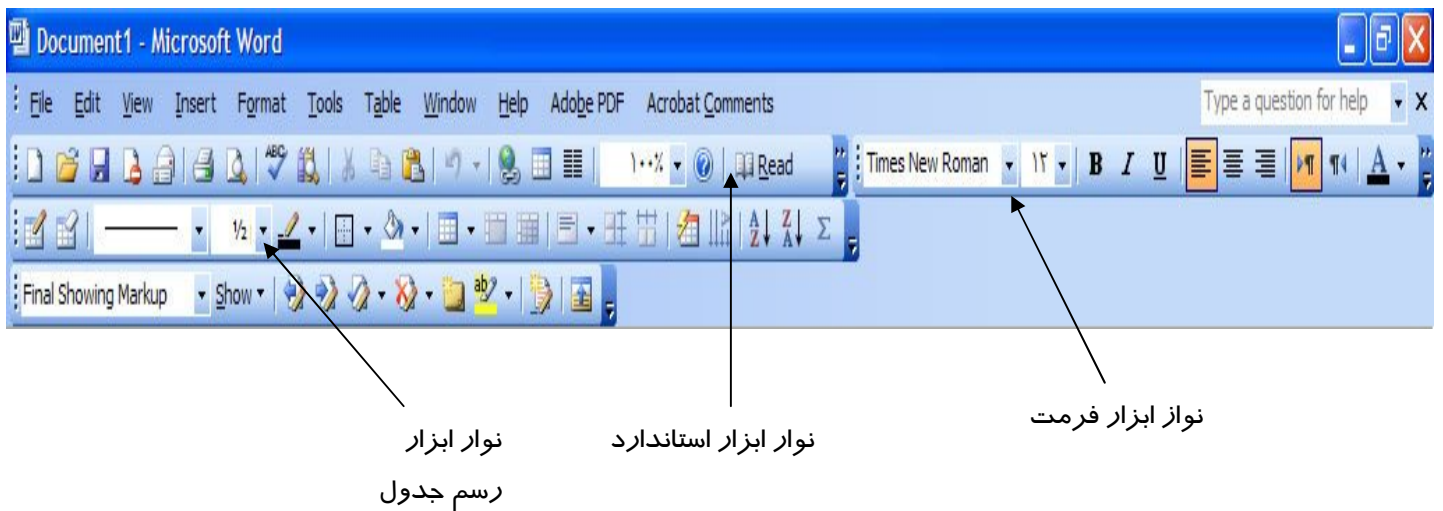 Document1 - Microsoft Word
File Edit View Insert Format Tools Table Window Help Adobe PDF Acrobat Comments Type a question for help
ABC ۱۰۰% Read Times New Roman ۱۲ B I U A
½ A Z Z A Σ
Final Showing Markup Show ab
نواز ابزار فرمت
نوار ابزار استاندارد
نوار ابزار
رسم جدول